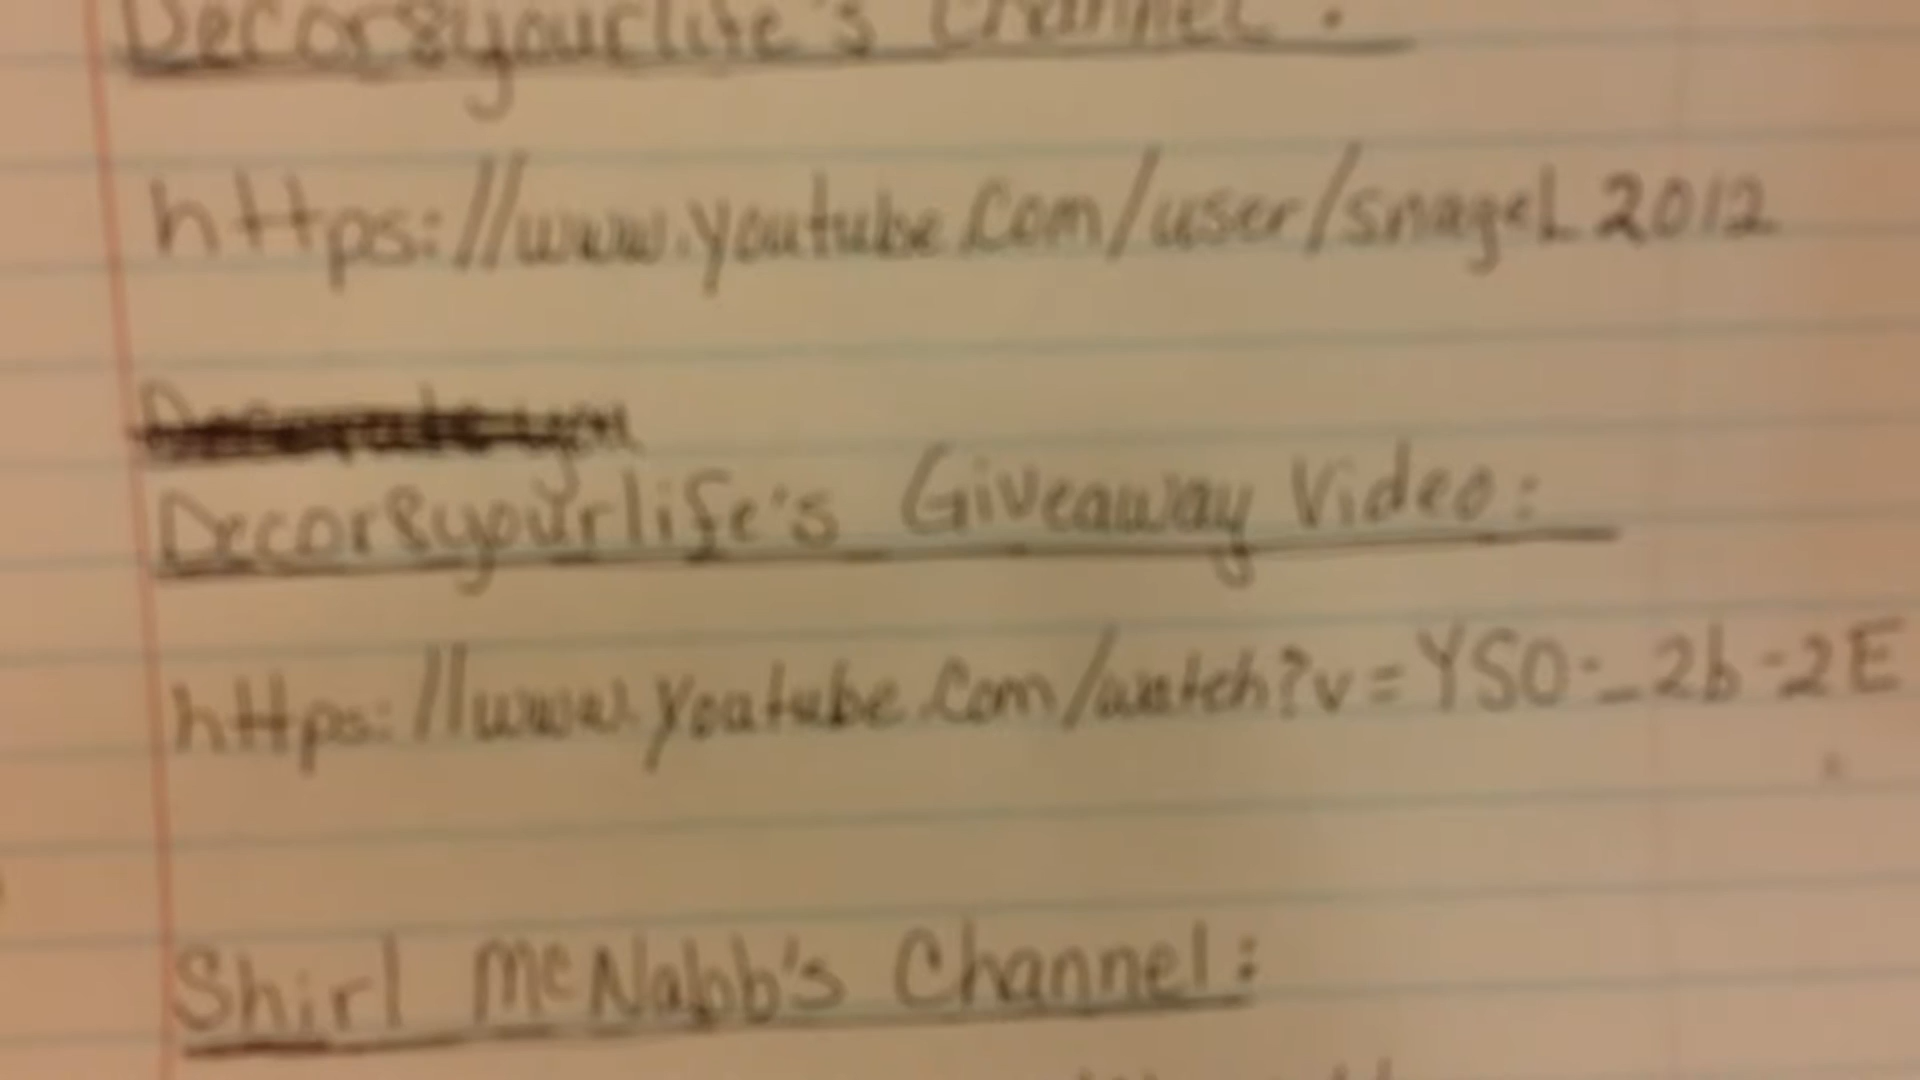 Decor8yourlife's Channel:
https://www.youtube.com/user/snagel2012
Decor8yourlife's Giveaway Video:
https://www.youtube.com/watch?v=YSO-_2b-2E
Shirl McNabb's Channel: